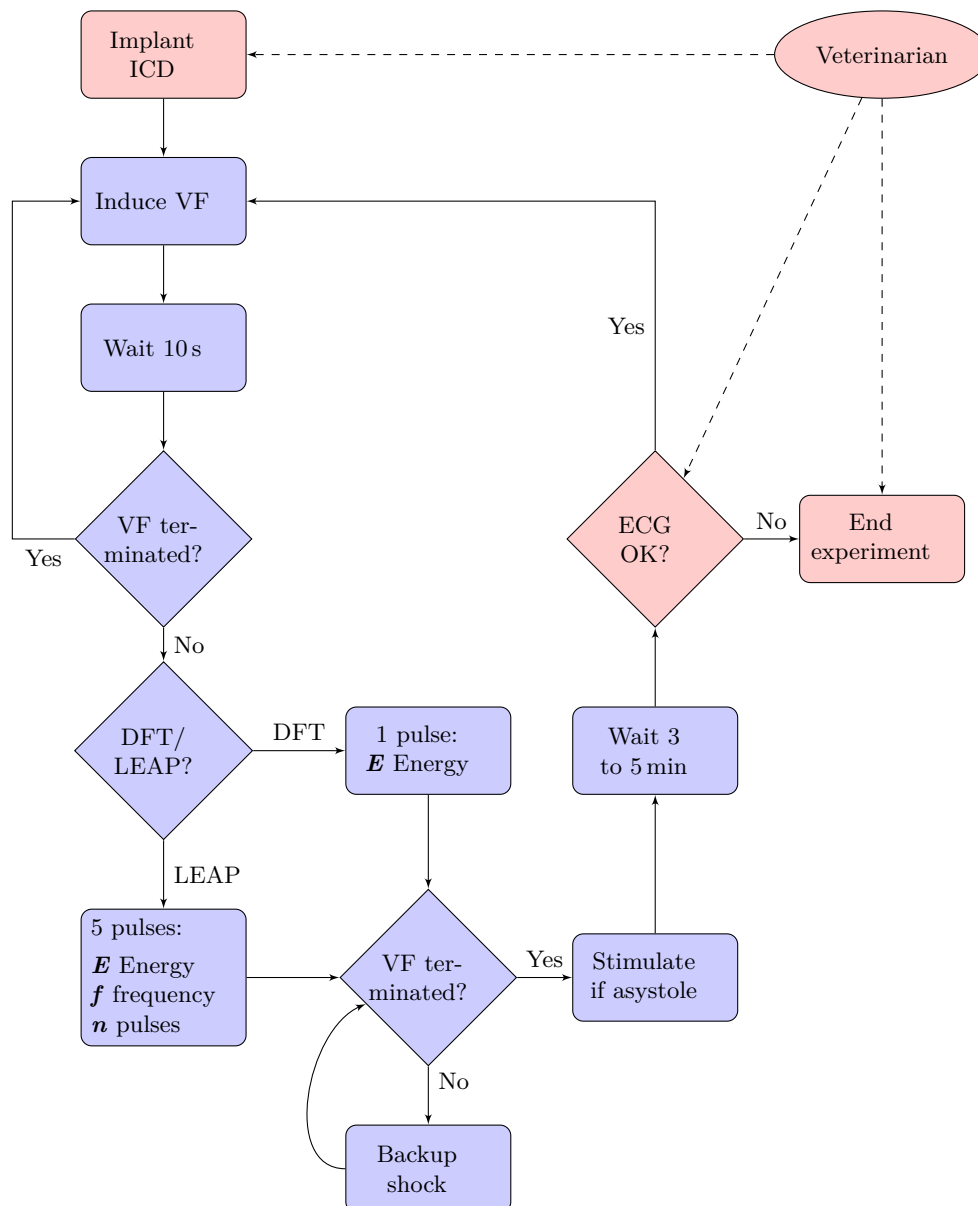 Implant
ICD
Veterinarian
Induce VF
Yes
Wait 10 s
VF ter-
minated?
Yes
ECG
OK?
No
End
experiment
No
DFT/
LEAP?
DFT
1 pulse:
E Energy
Wait 3
to 5 min
LEAP
5 pulses:
E Energy
f frequency
n pulses
VF ter-
minated?
Yes
Stimulate
if asystole
No
Backup
shock